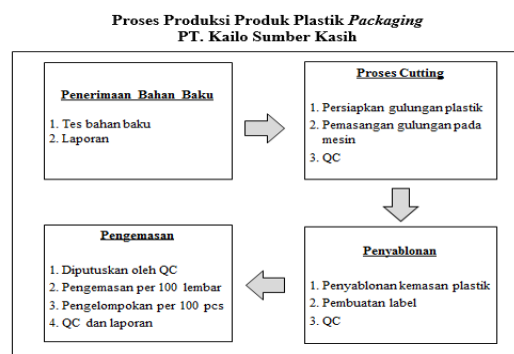 Proses Produksi Produk Plastik Packaging
PT. Kailo Sumber Kasih
Penerimaan Bahan Baku
1. Tes bahan baku
2. Laporan
Proses Cutting
1. Persiapkan gulungan plastik
2. Pemasangan gulungan pada
mesin
3. QC
Penyablonan
1. Penyablonan kemasan plastik
2. Pembuatan label
3. QC
Pengemasan
1. Diputuskan oleh QC
2. Pengemasan per 100 lembar
3. Pengelompokan per 100 pcs
4. QC dan laporan